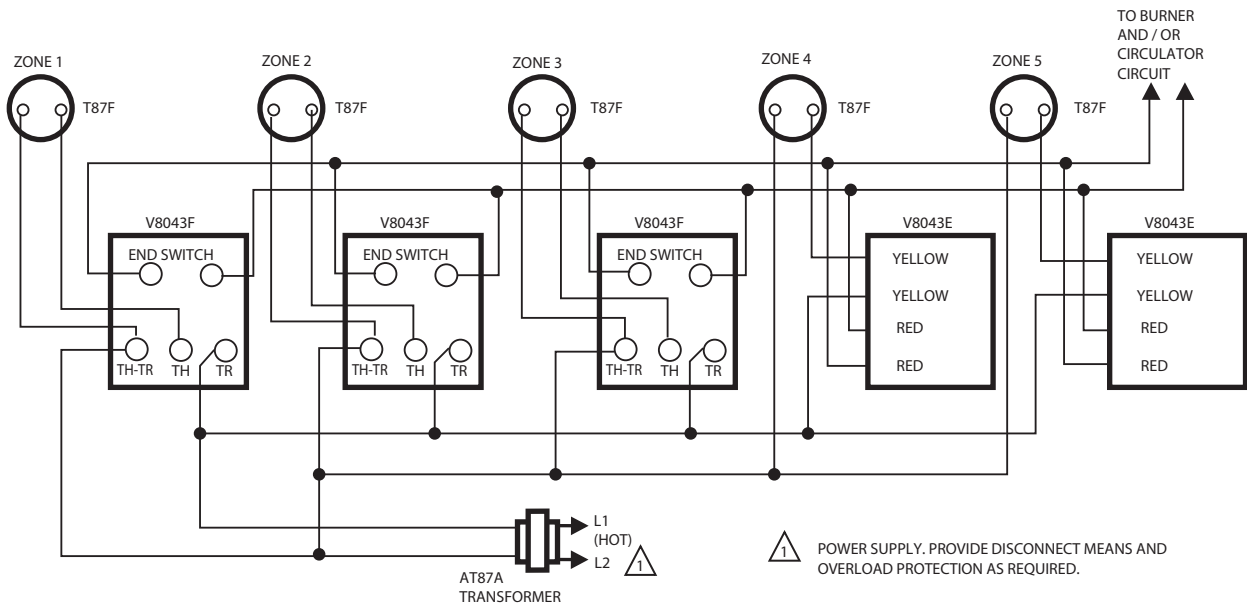 TO BURNER
AND / OR
CIRCULATOR
CIRCUIT
ZONE 1
ZONE 2
ZONE 3
ZONE 4
ZONE 5
T87F
T87F
T87F
T87F
T87F
V8043F
V8043F
V8043F
V8043E
V8043E
END SWITCH
END SWITCH
END SWITCH
YELLOW
YELLOW
RED
RED
YELLOW
YELLOW
RED
RED
TH-TR
TH
TR
TH-TR
TH
TR
TH-TR
TH
TR
L1
(HOT)
L2
1
AT87A
TRANSFORMER
1
POWER SUPPLY. PROVIDE DISCONNECT MEANS AND
OVERLOAD PROTECTION AS REQUIRED.